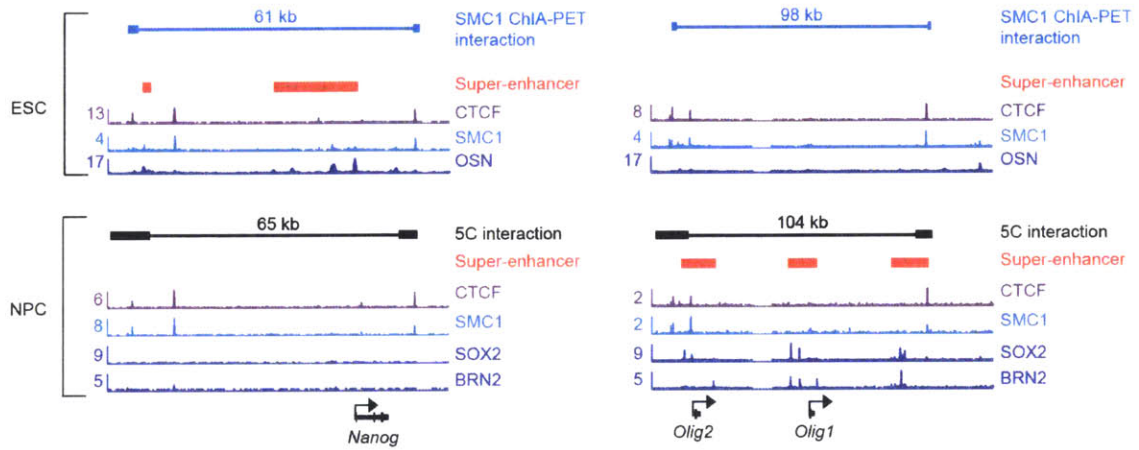 61 kb
SMC1 ChIA-PET
interaction
98 kb
SMC1 ChIA-PET
interaction
ESC
Super-enhancer
Super-enhancer
13
CTCF
8
CTCF
4
SMC1
4
SMC1
17
OSN
17
OSN
65 kb
5C interaction
104 kb
5C interaction
NPC
Super-enhancer
Super-enhancer
6
CTCF
2
CTCF
8
SMC1
2
SMC1
9
SOX2
9
SOX2
5
BRN2
5
BRN2
Nanog
Olig2
Olig1